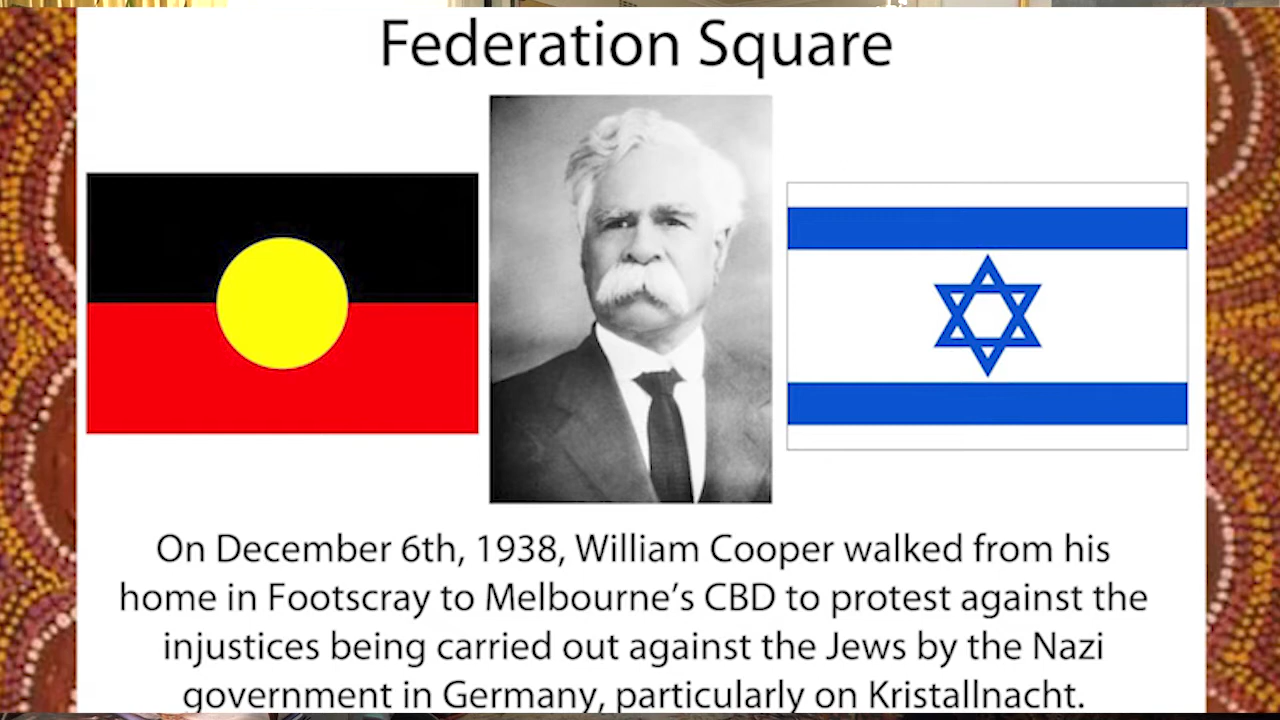 Federation Square
On December 6th, 1938, William Cooper walked from his
home in Footscray to Melbourne’s CBD to protest against the
injustices being carried out against the Jews by the Nazi
government in Germany, particularly on Kristallnacht.